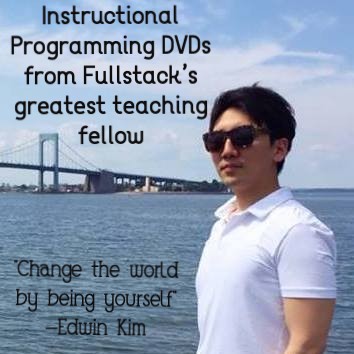 Instructional
Programming DVDs
from Fullstack's
greatest teaching
fellow
"Change the world
by being yourself"
-Edwin Kim